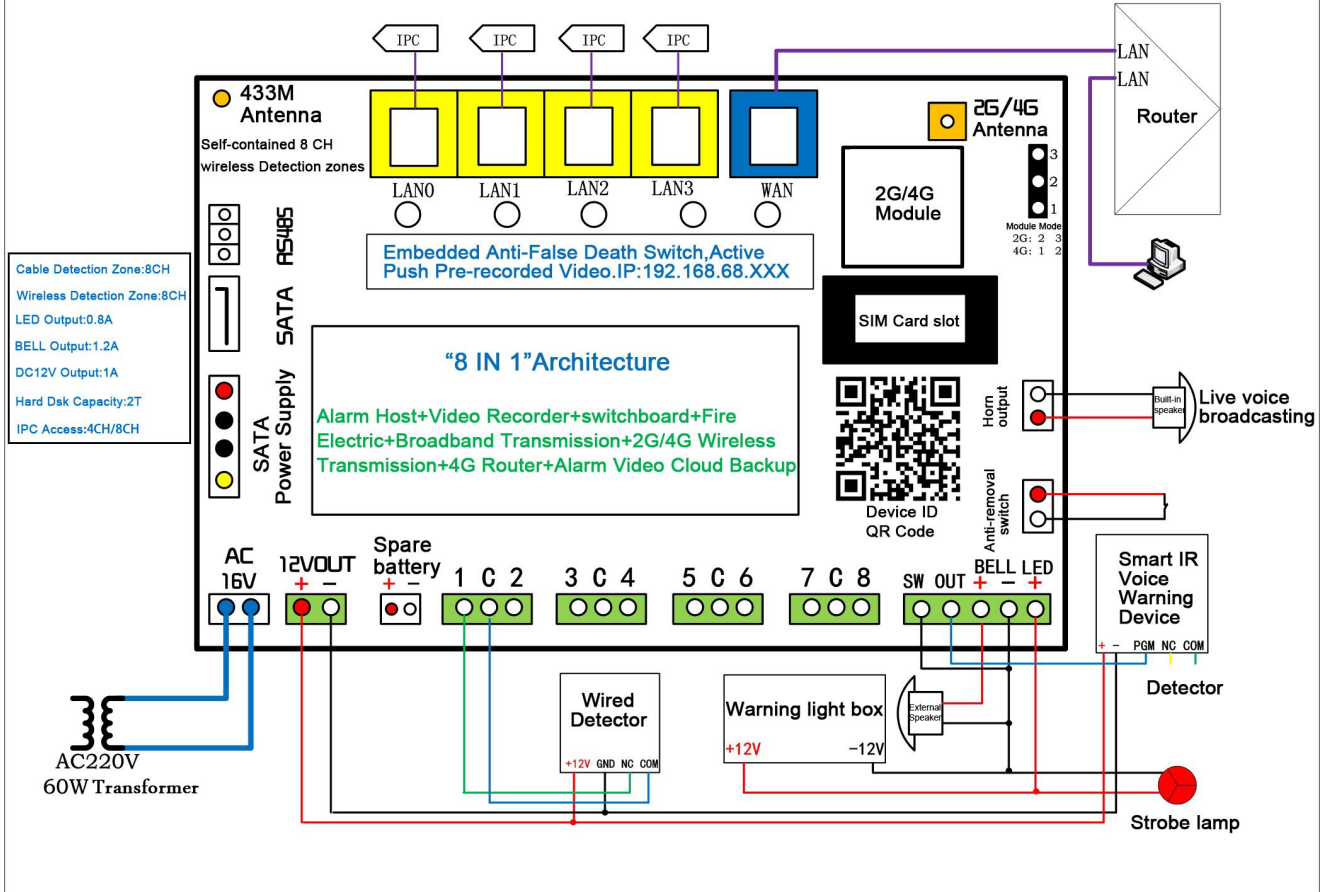 IPC
IPC
IPC
IPC
LAN
LAN
Router
433M
Antenna
Self-contained 8 CH
wireless Detection zones
LAN0
LAN1
LAN2
LAN3
WAN
2G/4G
Antenna
3
2
1
Module Mode
2G: 2 3
4G: 1 2
2G/4G
Module
RS485
Embedded Anti-False Death Switch,Active
Push Pre-recorded Video.IP:192.168.68.XXX
Cable Detection Zone:8CH
Wireless Detection Zone:8CH
LED Output:0.8A
BELL Output:1.2A
DC12V Output:1A
Hard Dsk Capacity:2T
IPC Access:4CH/8CH
SATA
SIM Card slot
"8 IN 1"Architecture
Alarm Host+Video Recorder+switchboard+Fire
Electric+Broadband Transmission+2G/4G Wireless
Transmission+4G Router+Alarm Video Cloud Backup
SATA
Power Supply
Device ID
QR Code
Horn
output
Built-in
speaker
Live voice
broadcasting
Anti-removal
switch
AC
16V
12VOUT
+ −
Spare
battery
+ −
1 C 2
3 C 4
5 C 6
7 C 8
SW OUT
BELL
+ −
LED
+
Smart IR
Voice
Warning
Device
+ − PGM NC COM
Detector
Wired
Detector
+12V GND NC COM
Warning light box
+12V
−12V
External
Speaker
AC220V
60W Transformer
Strobe lamp